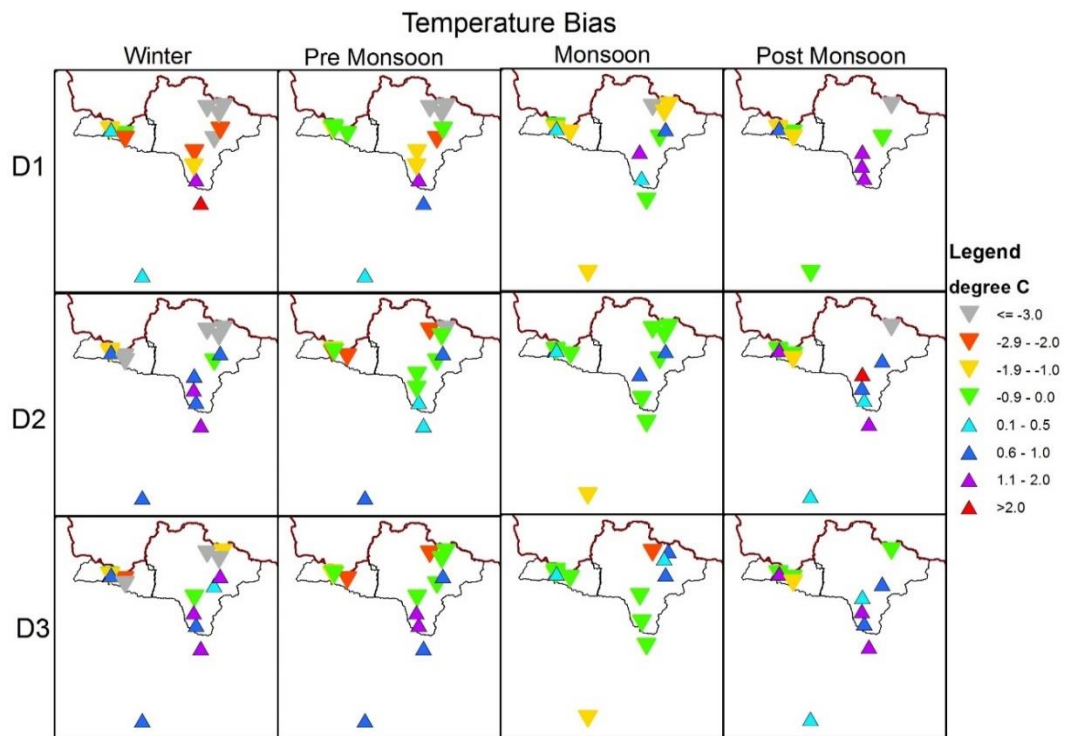 Temperature Bias
Winter
Pre Monsoon
Monsoon
Post Monsoon
D1
D2
D3
Legend
degree C
<= -3.0
-2.9 - -2.0
-1.9 - -1.0
-0.9 - 0.0
0.1 - 0.5
0.6 - 1.0
1.1 - 2.0
>2.0